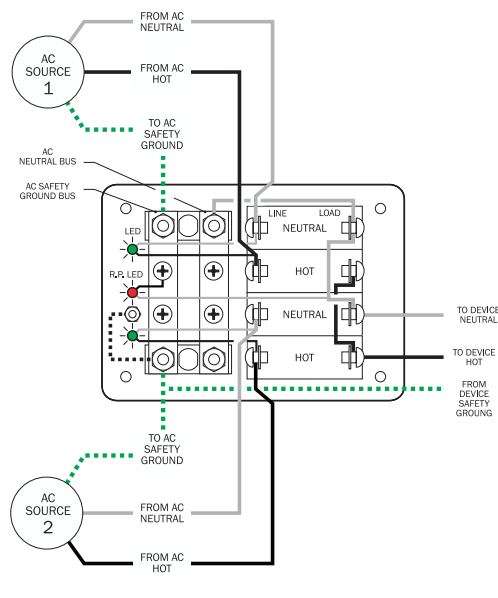 FROM AC
NEUTRAL
AC
SOURCE
1
FROM AC
HOT
TO AC
SAFETY
GROUND
AC
NEUTRAL BUS
AC SAFETY
GROUND BUS
LED
LINE
LOAD
NEUTRAL
R.P. LED
HOT
NEUTRAL
TO DEVICE
NEUTRAL
HOT
TO DEVICE
HOT
FROM
DEVICE
SAFETY
GROUNG
TO AC
SAFETY
GROUND
AC
SOURCE
2
FROM AC
NEUTRAL
FROM AC
HOT